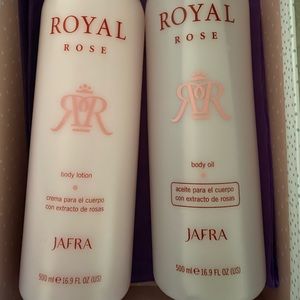 ROYAL
ROSE
body lotion
crema para el cuerpo
con extracto de rosas
JAFRA
500 ml ℮ 16.9 FL OZ (US)
ROYAL
ROSE
body oil
aceite para el cuerpo
con extracto de rosas
JAFRA
500 ml ℮ 16.9 FL OZ (US)